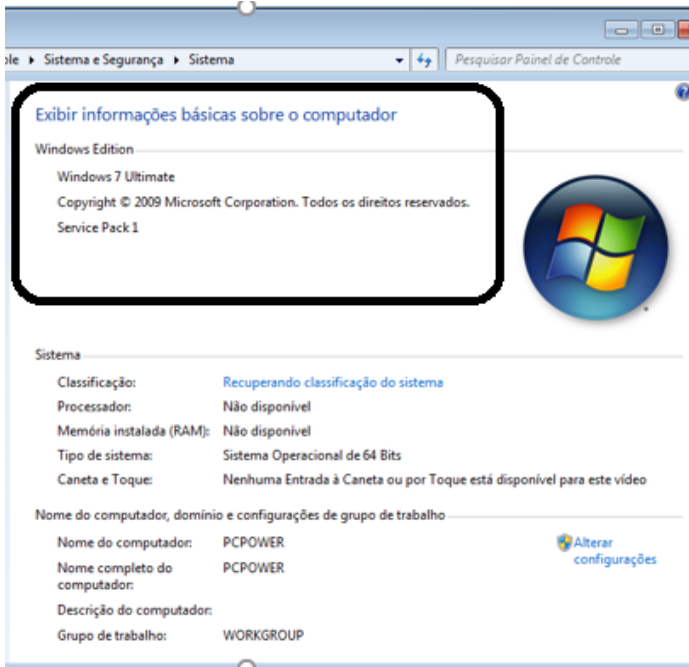 ole ▸ Sistema e Segurança ▸ Sistema
Pesquisar Painel de Controle
Exibir informações básicas sobre o computador
Windows Edition
Windows 7 Ultimate
Copyright © 2009 Microsoft Corporation. Todos os direitos reservados.
Service Pack 1
Sistema
Classificação: Recuperando classificação do sistema
Processador: Não disponível
Memória instalada (RAM): Não disponível
Tipo de sistema: Sistema Operacional de 64 Bits
Caneta e Toque: Nenhuma Entrada à Caneta ou por Toque está disponível para este vídeo
Nome do computador, domínio e configurações de grupo de trabalho
Nome do computador: PCPOWER
Alterar
configurações
Nome completo do PCPOWER
computador:
Descrição do computador:
Grupo de trabalho: WORKGROUP